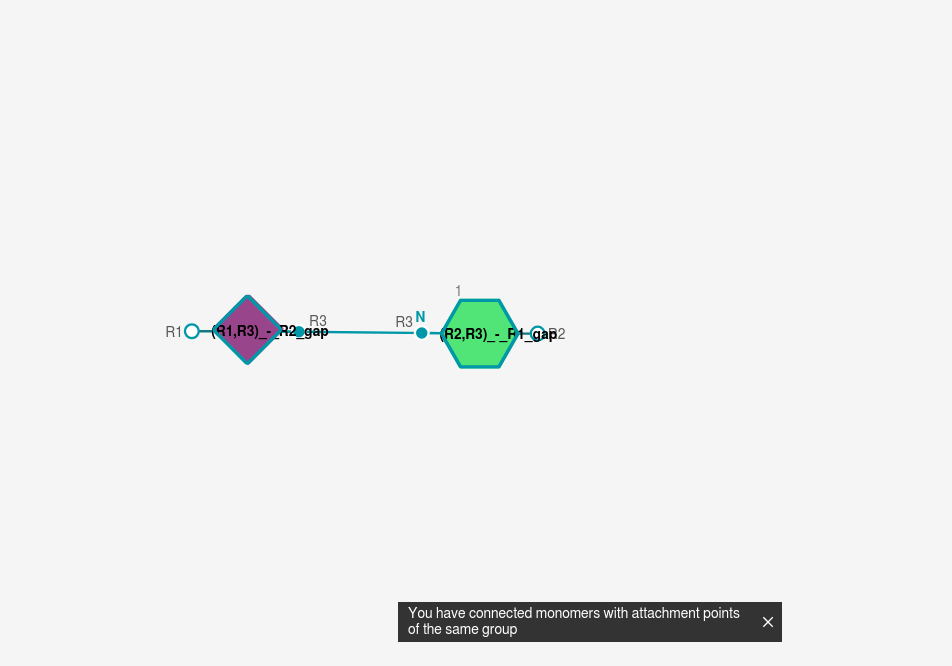 1
R1
(R1,R3)_-_R2_gap
R3
R3
N
(R2,R3)_-_R1_gap
R2
You have connected monomers with attachment points
of the same group